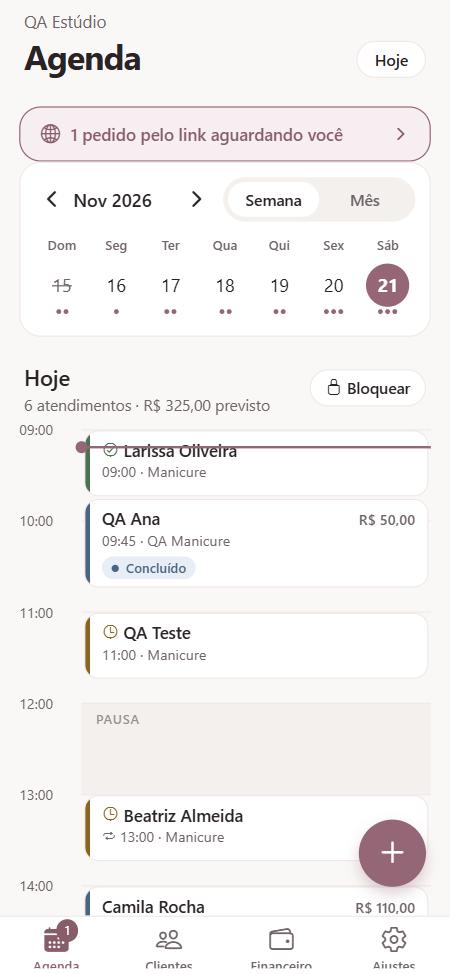 QA Estúdio
Agenda
Hoje
1 pedido pelo link aguardando você
Nov 2026
Semana
Mês
Dom Seg Ter Qua Qui Sex Sáb
15 16 17 18 19 20 21
Hoje
6 atendimentos · R$ 325,00 previsto
Bloquear
09:00
Larissa Oliveira
09:00 · Manicure
10:00
QA Ana
R$ 50,00
09:45 · QA Manicure
Concluído
11:00
QA Teste
11:00 · Manicure
12:00
PAUSA
13:00
Beatriz Almeida
13:00 · Manicure
14:00
Camila Rocha
R$ 110,00
1
Agenda
Clientes
Financeiro
Ajustes